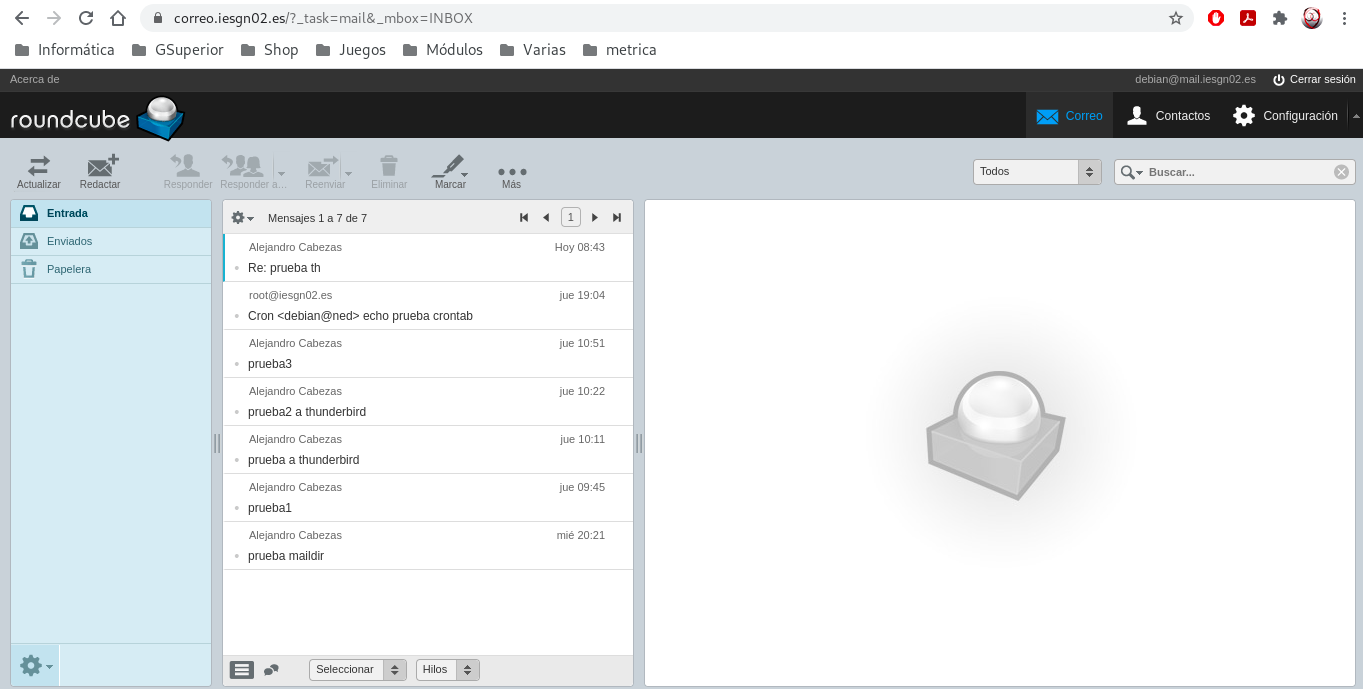 correo.iesgn02.es/?_task=mail&_mbox=INBOX
Informática GSuperior Shop Juegos Módulos Varias metrica
Acerca de debian@mail.iesgn02.es Cerrar sesión
roundcube Correo Contactos Configuración
Actualizar Redactar Responder Responder a... Reenviar Eliminar Marcar Más Todos Buscar...
Entrada
Enviados
Papelera
Mensajes 1 a 7 de 7 1
Alejandro Cabezas Hoy 08:43
Re: prueba th
root@iesgn02.es jue 19:04
Cron <debian@ned> echo prueba crontab
Alejandro Cabezas jue 10:51
prueba3
Alejandro Cabezas jue 10:22
prueba2 a thunderbird
Alejandro Cabezas jue 10:11
prueba a thunderbird
Alejandro Cabezas jue 09:45
prueba1
Alejandro Cabezas mié 20:21
prueba maildir
Seleccionar Hilos